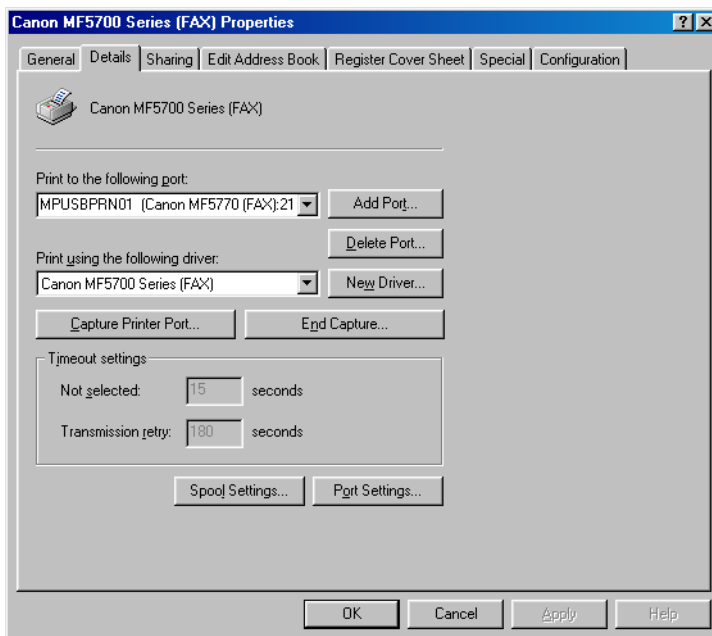 Canon MF5700 Series (FAX) Properties
General Details Sharing Edit Address Book Register Cover Sheet Special Configuration
Canon MF5700 Series (FAX)
Print to the following port:
MPUSBPRN01 (Canon MF5770 (FAX):21
Add Port...
Delete Port...
Print using the following driver:
Canon MF5700 Series (FAX)
New Driver...
Capture Printer Port... End Capture...
Timeout settings
Not selected: 15 seconds
Transmission retry: 180 seconds
Spool Settings... Port Settings...
OK Cancel Apply Help